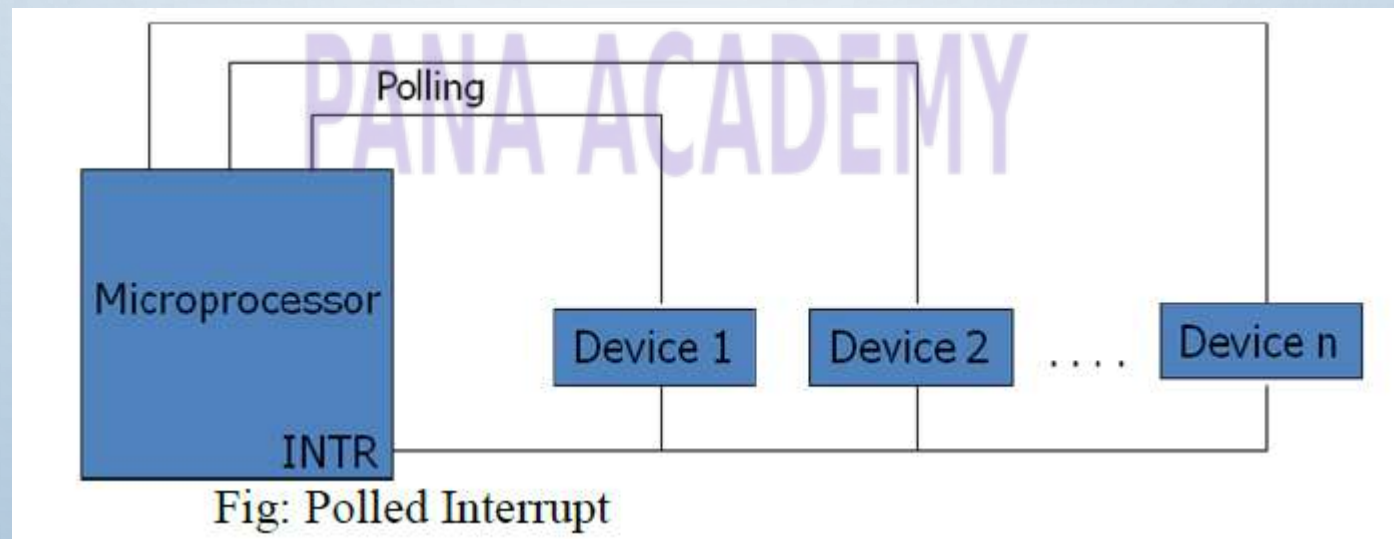 PANA ACADEMY
Polling
Microprocessor
Device 1
Device 2
. . . .
Device n
INTR
Fig: Polled Interrupt